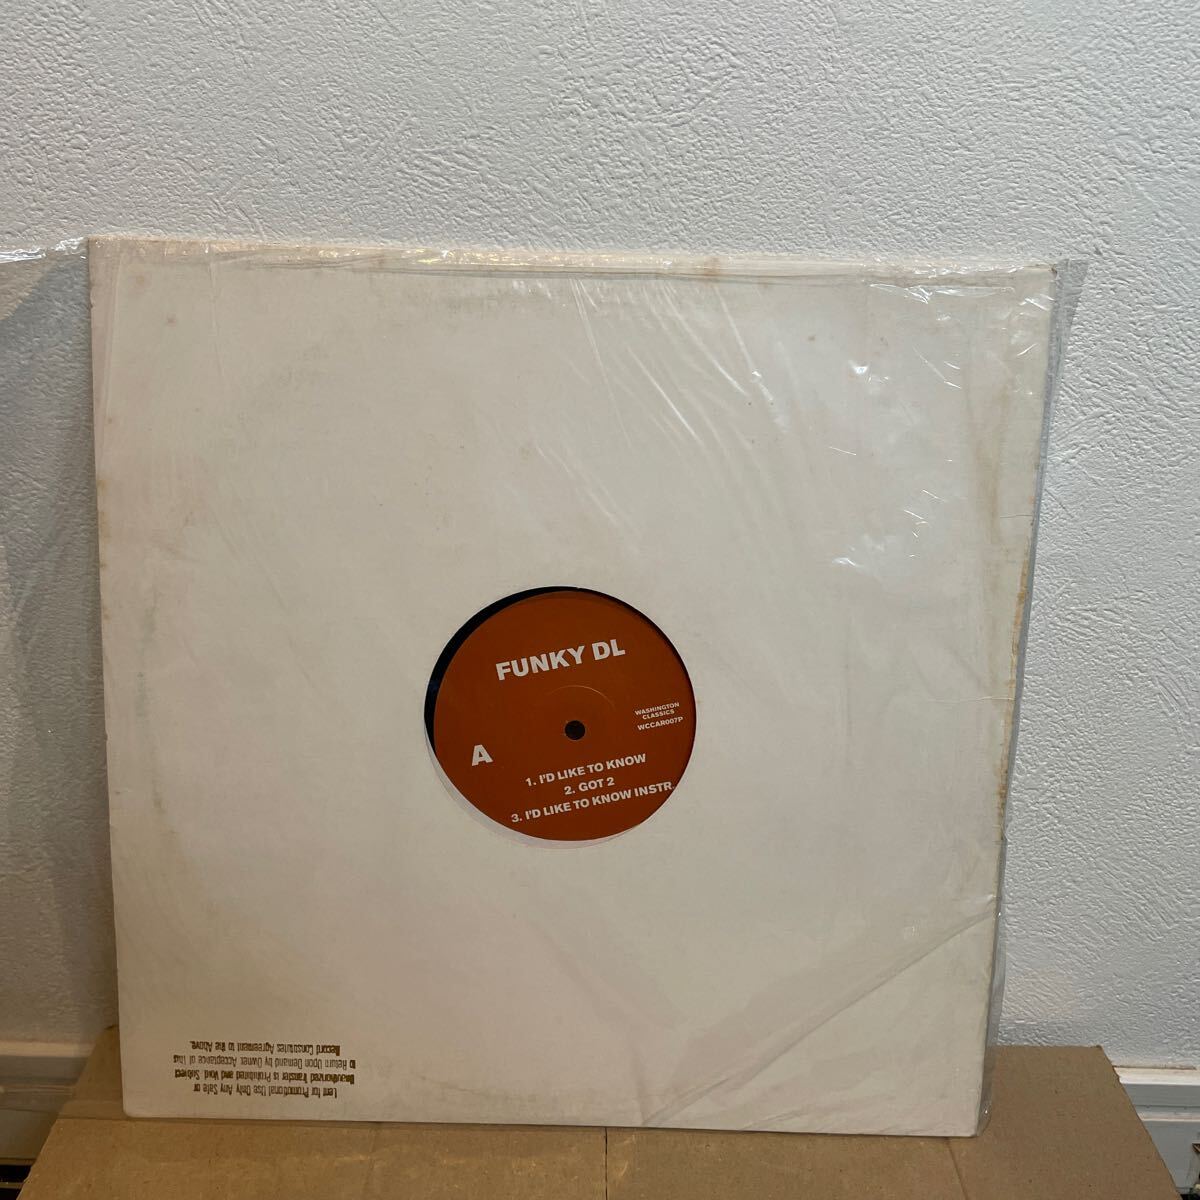 FUNKY DL
WASHINGTON
CLASSICS
WCCAR007P
A
1. I'D LIKE TO KNOW
2. GOT 2
3. I'D LIKE TO KNOW INSTR.
Lent for Promotional Use Only Any Sale or
Unauthorized Transfer is Prohibited and Void Subject
to Return Upon Demand by Owner. Acceptance of this
Record Constitutes Agreement to the Above.